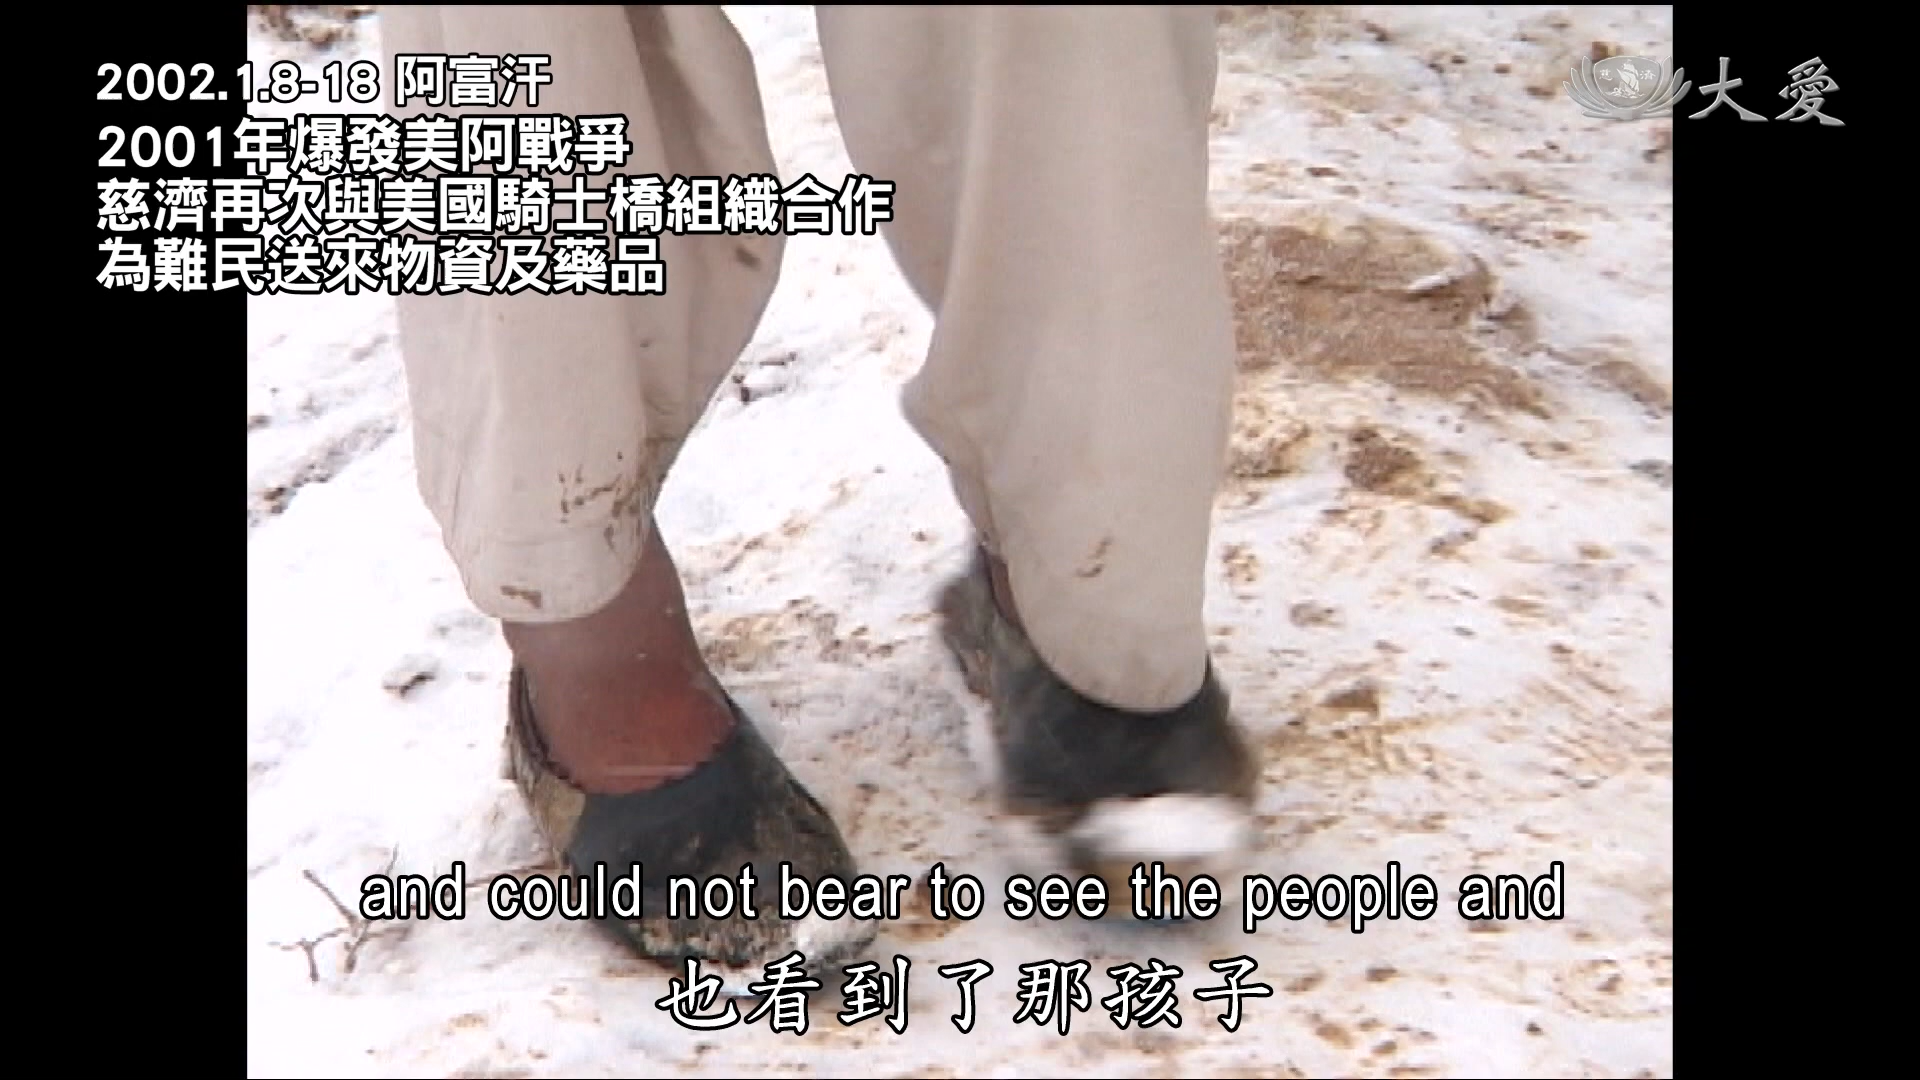 2002.1.8-18 阿富汗
2001年爆發美阿戰爭
慈濟再次與美國騎士橋組織合作
為難民送來物資及藥品
慈濟
大愛
and could not bear to see the people and
也看到了那孩子